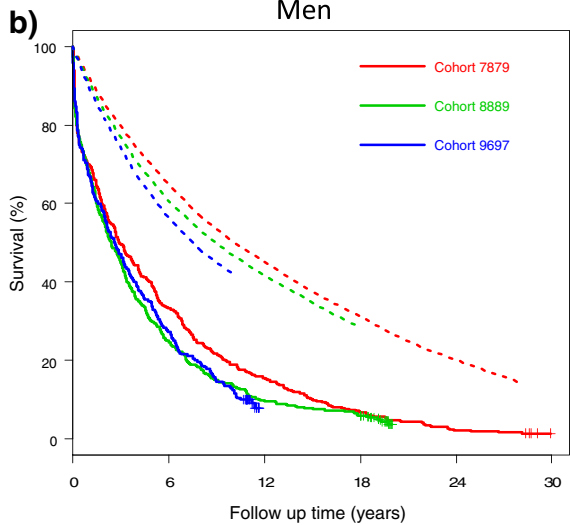 b)
Men
Cohort 7879
Cohort 8889
Cohort 9697
Survival (%)
100
80
60
40
20
0
0 6 12 18 24 30
Follow up time (years)